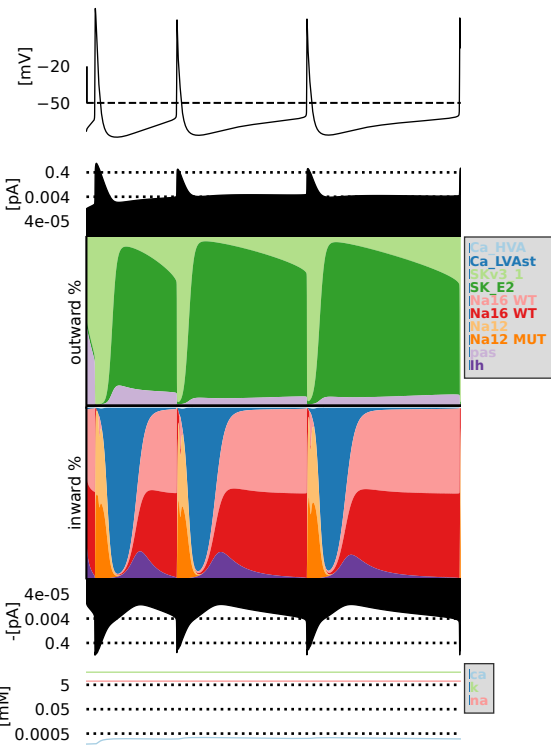 [mV]
−20
−50
[pA]
0.4
0.004
4e-05
outward %
Ca_HVA
Ca_LVAst
SKv3_1
SK_E2
Na16 WT
Na16 WT
Na12
Na12 MUT
pas
Ih
inward %
-[pA]
4e-05
0.004
0.4
[mM]
5
0.05
0.0005
ca
k
na